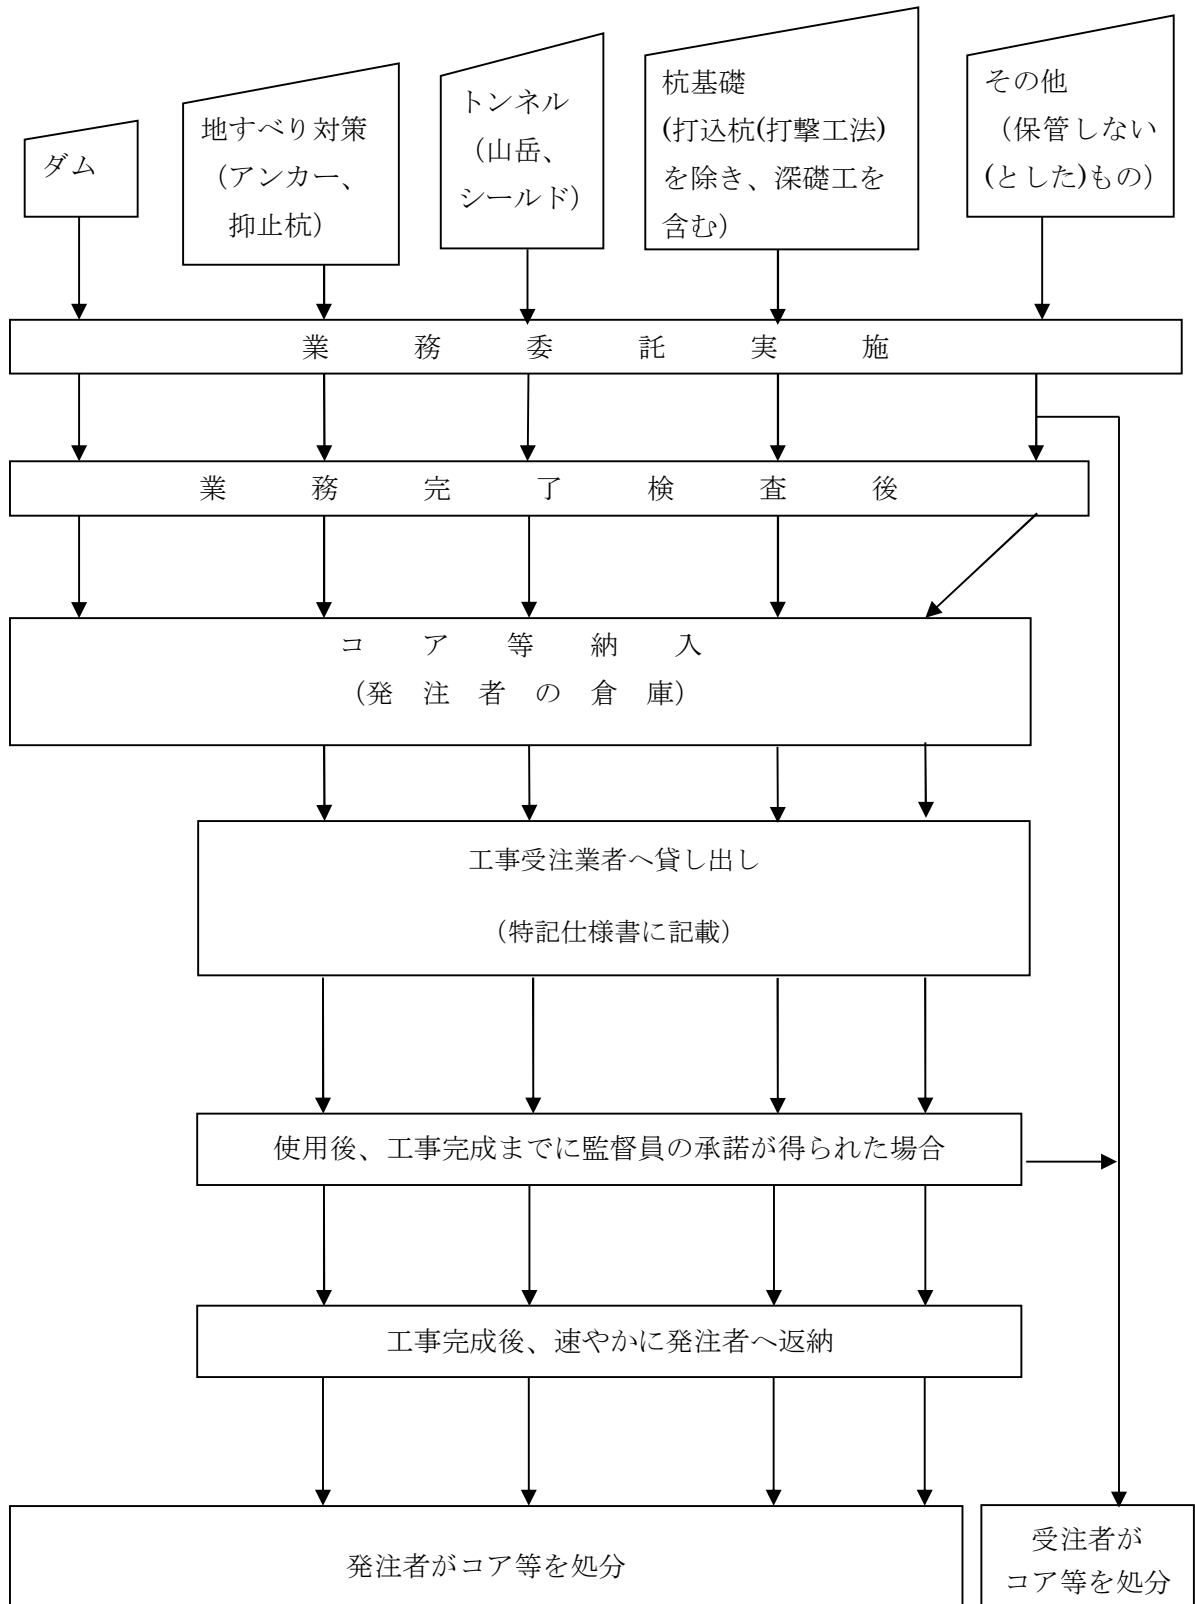 ダム
地すべり対策
（アンカー、
抑止杭）
トンネル
（山岳、
シールド）
杭基礎
(打込杭(打撃工法)
を除き、深礎工を
含む）
その他
（保管しない
(とした)もの）
業務委託実施
業務完了検査後
コア等納入
（発注者の倉庫）
工事受注業者へ貸し出し
（特記仕様書に記載）
使用後、工事完成までに監督員の承諾が得られた場合
工事完成後、速やかに発注者へ返納
発注者がコア等を処分
受注者が
コア等を処分